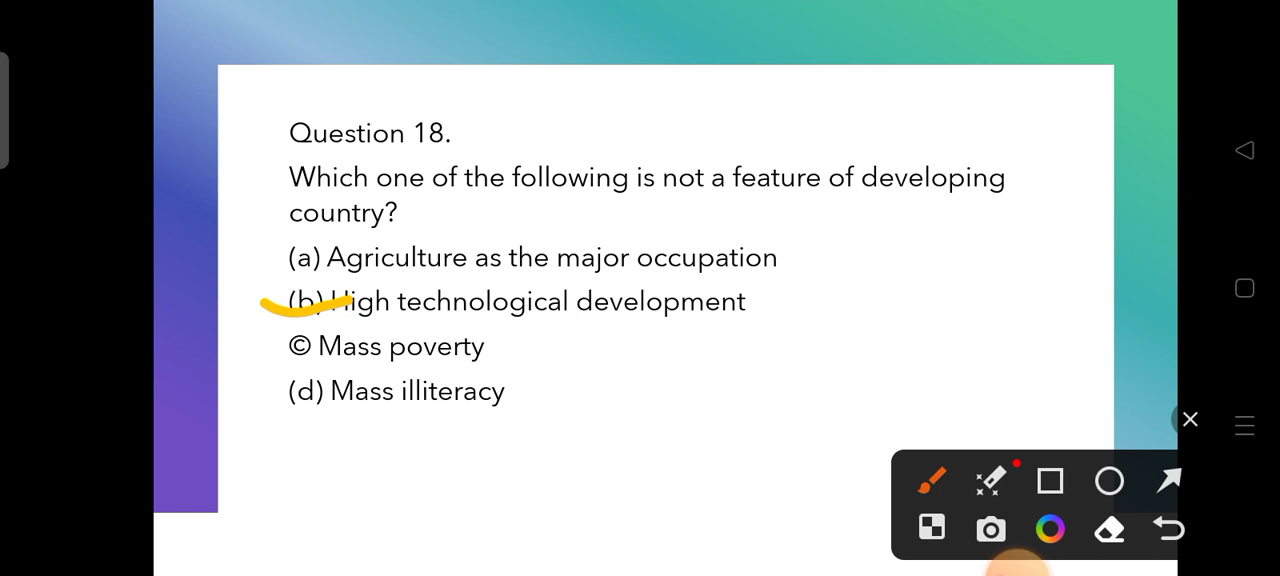 Question 18.
Which one of the following is not a feature of developing
country?
(a) Agriculture as the major occupation
(b) High technological development
© Mass poverty
(d) Mass illiteracy